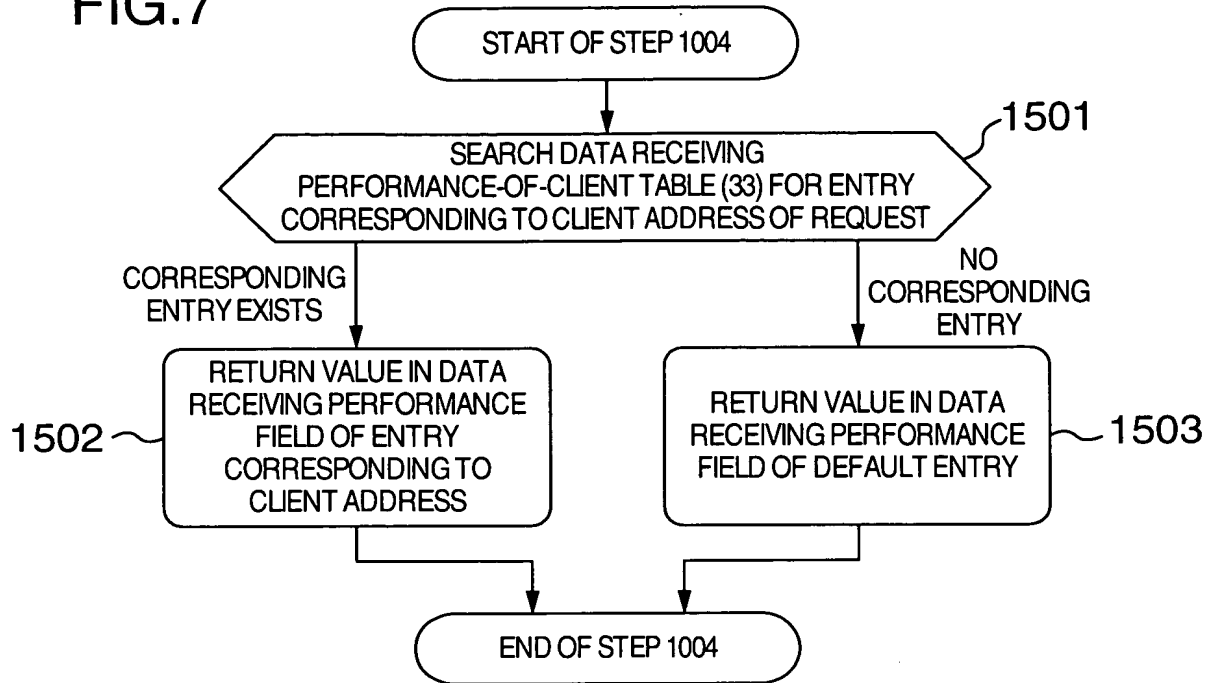 FIG.7
START OF STEP 1004
1501
SEARCH DATA RECEIVING
PERFORMANCE-OF-CLIENT TABLE (33) FOR ENTRY
CORRESPONDING TO CLIENT ADDRESS OF REQUEST
CORRESPONDING
ENTRY EXISTS
NO
CORRESPONDING
ENTRY
1502
RETURN VALUE IN DATA
RECEIVING PERFORMANCE
FIELD OF ENTRY
CORRESPONDING TO
CLIENT ADDRESS
RETURN VALUE IN DATA
RECEIVING PERFORMANCE
FIELD OF DEFAULT ENTRY
1503
END OF STEP 1004